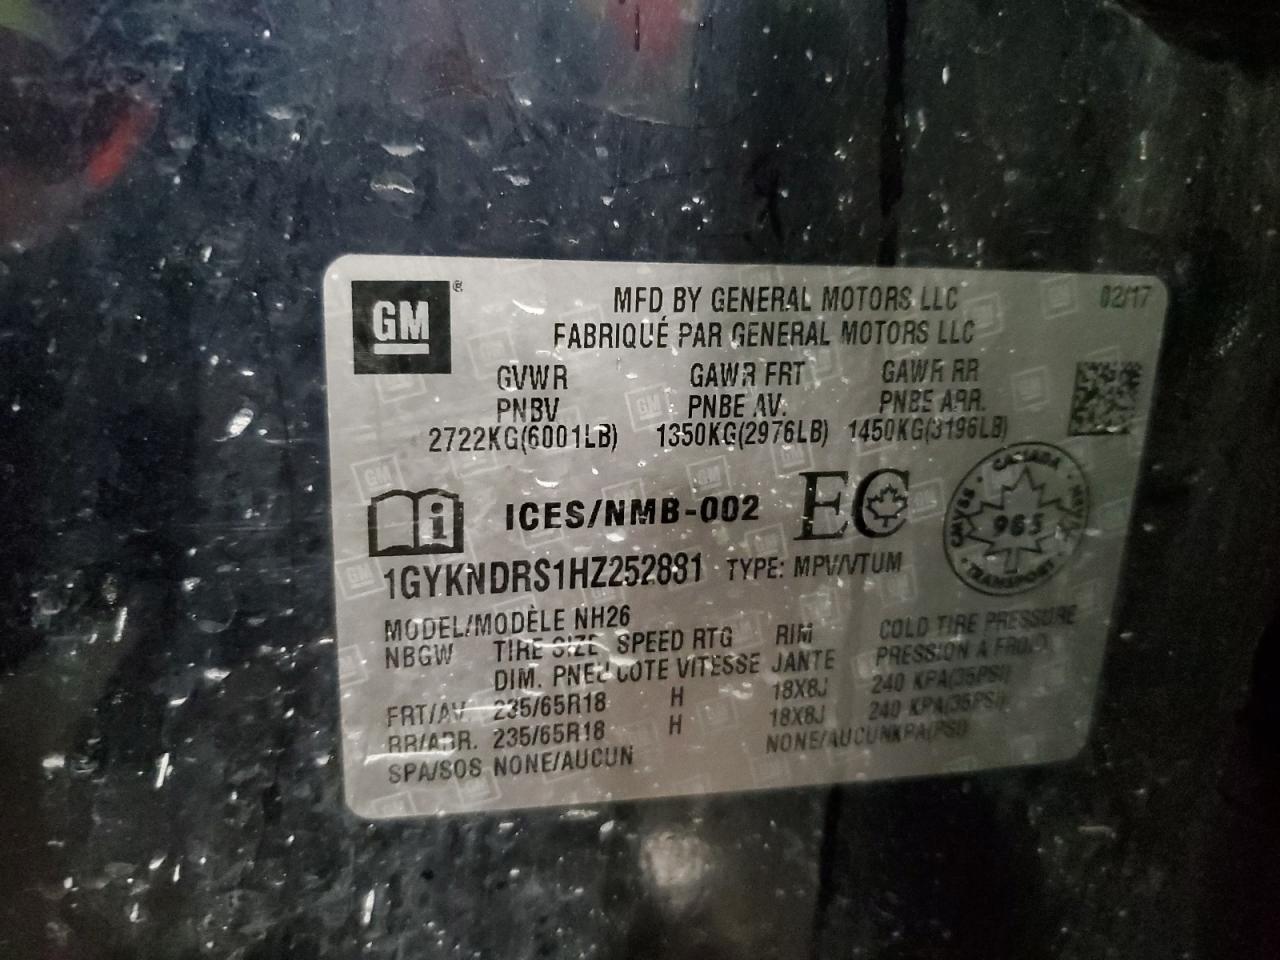 GM ®
MFD BY GENERAL MOTORS LLC 02/17
FABRIQUÉ PAR GENERAL MOTORS LLC
GVWR GAWR FRT GAWR RR
PNBV PNBE AV. PNBE ARR.
2722KG(6001LB) 1350KG(2976LB) 1450KG(3196LB)
i ICES/NMB-002 EC
CANADA
985
TRANSPORT
1GYKNDRS1HZ252881 TYPE: MPV/VTUM
MODEL/MODÈLE NH26
NBGW TIRE SIZE SPEED RTG RIM COLD TIRE PRESSURE
DIM. PNEU COTE VITESSE JANTE PRESSION A FROID
FRT/AV. 235/65R18 H 18X8J 240 KPA(35PSI)
RR/ARR. 235/65R18 H 18X8J 240 KPA(35PSI)
SPA/SOS NONE/AUCUN NONE/AUCUNKPA(PSI)